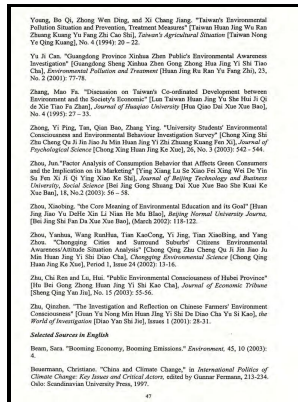 Young, Bo Qi, Zhong Wen Ding, and Xi Chang Jiang. "Taiwan's Environmental
Pollution Situation and Prevention, Treatment Measures" [Taiwan Huan Jing Wu Ran
Zhuang Kuang Yu Fang Zhi Cao Shi], Taiwan's Agricultural Situation [Taiwan Nong
Ye Qing Kuang], No. 4 (1994): 20 – 22.
Yu Ji Can. "Guangdong Province Xinhua Zhen Public's Environmental Awareness
Investigation" [Guangdong Sheng Xinhua Zhen Gong Zhong Hua Jing Yi Shi Tiao
Cha], Environmental Pollution and Treatment [Huan Jing Ru Ran Yu Fang Zhi], 23,
No. 2 (2001): 77-78.
Zhang, Mao Fa. "Discussion on Taiwan's Co-ordinated Development between
Environment and the Society's Economy" [Lun Taiwan Huan Jing Yu She Hui Ji Qi
de Xie Tiao Fa Zhan], Journal of Huaqiao University [Hua Qiao Dai Xue Xue Bao],
No. 4 (1995): 27 – 33.
Zhong, Yi Ping, Tan, Qian Bao, Zhang Ying. "University Students' Environmental
Consciousness and Environmental Behaviour Investigation Survey" [Chong Xing Shi
Zhu Cheng Qu Ji Jin Jiao Ju Min Huan Jing Yi Zhi Zhuang Kuang Fen Xi], Journal of
Psychological Science [Chong Xing Huan Jing Ke Xue], 26, No. 3 (2003): 542 - 544.
Zhou, Jun. "Factor Analysis of Consumption Behavior that Affects Green Consumers
and the Implication on its Marketing" [Ying Xiang Lu Se Xiao Fei Xing Wei De Yin
Su Fen Xi Ji Qi Ying Xiao Ke Shi], Journal of Beijing Technology and Business
University, Social Science [Bei Jing Gong Shuang Dai Xue Xue Bao She Kuai Ke
Xue Ban], 18, No.2 (2003): 56 – 58.
Zhou, Xiaobing, "the Core Meaning of Environmental Education and its Goal" [Huan
Jing Jiao Yu DeHe Xin Li Nian He Mu Biao], Beijing Normal University Journa,
[Bei Jing Shi Fan Da Xue Xue Bao], (March 2002): 118-122.
Zhou, Yanhua, Wang RunHua, Tian KaoCong, Yi Jing, Tian XiaoBing, and Yang
Zhou. "Chongqing Cities and Suburb Suburbs' Citizens Environmental
Awareness/Attitude Situation Analysis" [Chong Qing Zhu Cheng Qu Ji Jin Jiao Ju
Min Huan Jing Yi Shi Diao Cha], Chongqing Environmental Science [Chong Qing
Huan Jing Ke Xue], Period 1, Issue 24 (2002): 13-16.
Zhu, Chi Ren and Lu, Hui. "Public Environmental Consciousness of Hubei Province"
[Hu Bei Gong Zhong Huan Jing Yi Shi Kao Cha], Journal of Economic Tribune
[Sheng Qing Yan Jiu], No. 15 (2003): 55-56.
Zhu, Qinzhen. "The Investigation and Reflection on Chinese Farmers' Environment
Consciousness" [Guan Yu Nong Min Huan Jing Yi Shi De Diao Cha Yu Si Kao], the
World of Investigation [Diao Yan Shi Jie], Issues 1 (2001): 28-31.
Selected Sources in English
Beam, Sara. "Booming Economy, Booming Emissions." Environment, 45, 10 (2003):
4.
Beuermann, Christiane. "China and Climate Change," in International Politics of
Climate Change: Key Issues and Critical Actors, edited by Gunnar Fermann, 213-234.
Oslo: Scandinavian University Press, 1997.
47